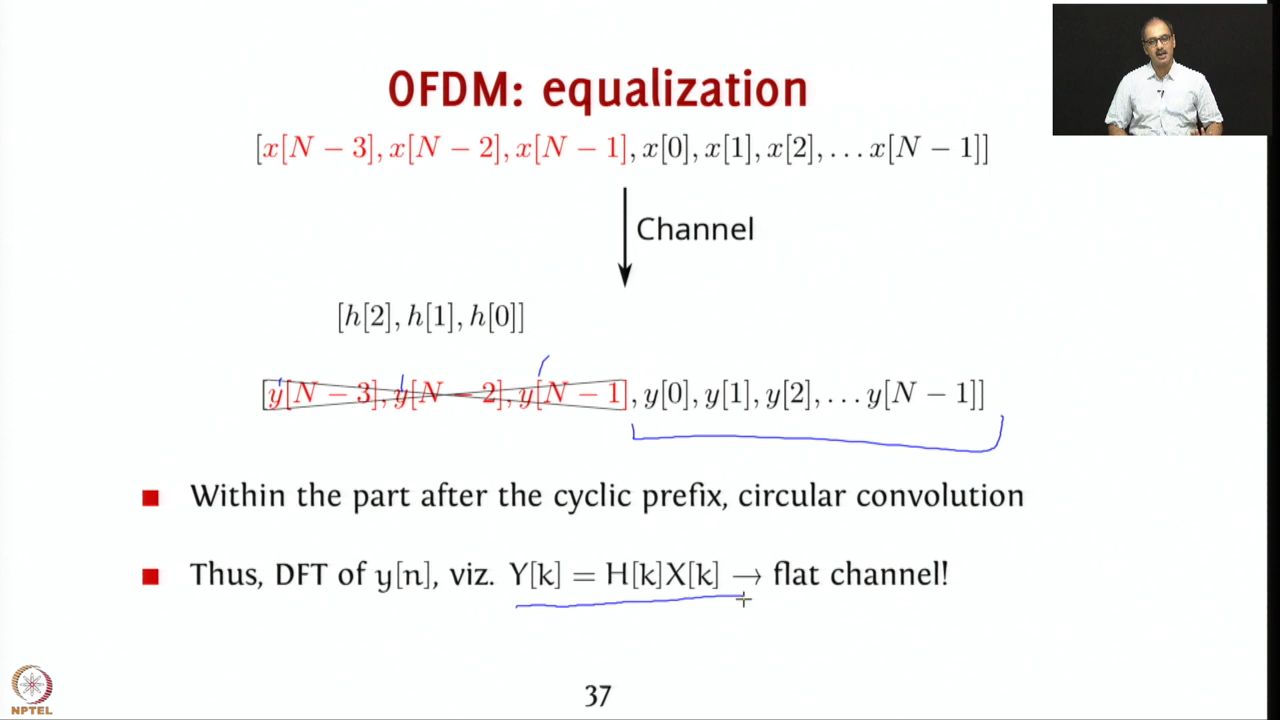 OFDM: equalization
[x[N − 3], x[N − 2], x[N − 1], x[0], x[1], x[2], . . . x[N − 1]]
Channel
[h[2], h[1], h[0]]
[y[N − 3], y[N − 2], y[N − 1], y[0], y[1], y[2], . . . y[N − 1]]
Within the part after the cyclic prefix, circular convolution
Thus, DFT of y[n], viz. Y[k] = H[k]X[k] → flat channel!
NPTEL
37